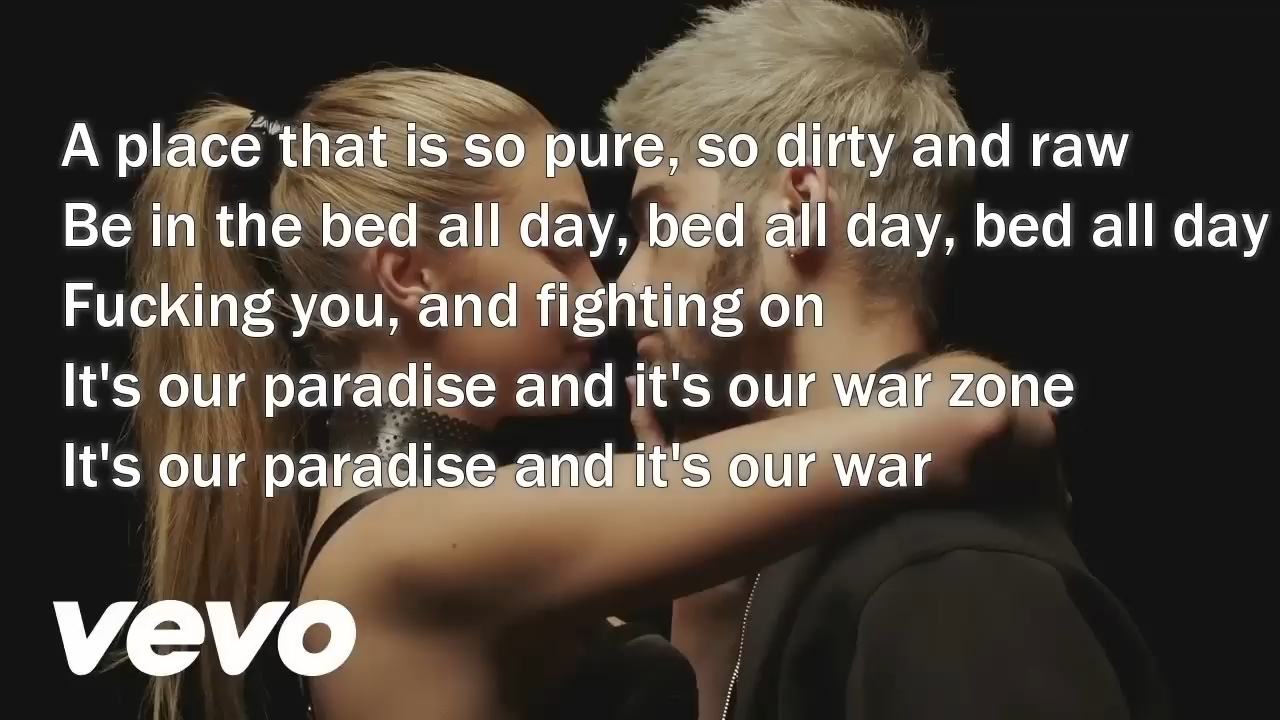 A place that is so pure, so dirty and raw
Be in the bed all day, bed all day, bed all day
Fucking you, and fighting on
It's our paradise and it's our war zone
It's our paradise and it's our war
vevo